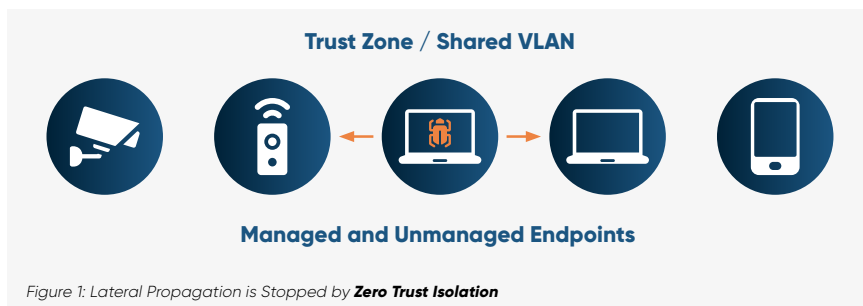 Trust Zone / Shared VLAN
Managed and Unmanaged Endpoints
Figure 1: Lateral Propagation is Stopped by Zero Trust Isolation